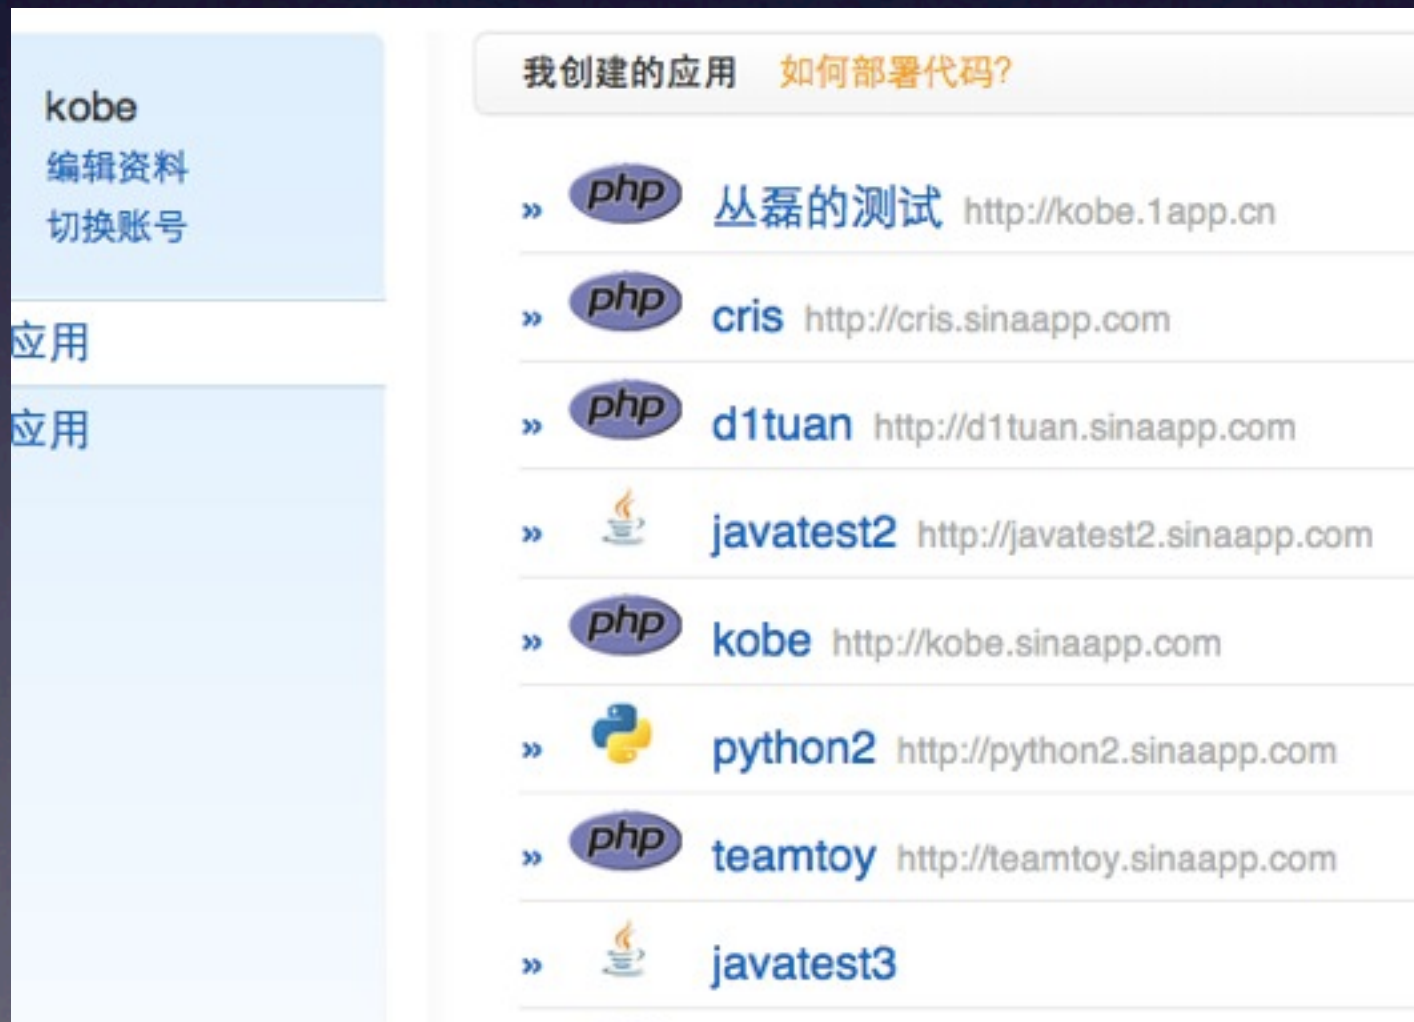 kobe
编辑资料
切换账号
应用
应用
我创建的应用 如何部署代码?
» php 丛磊的测试 http://kobe.1app.cn
» php cris http://cris.sinaapp.com
» php d1tuan http://d1tuan.sinaapp.com
» javatest2 http://javatest2.sinaapp.com
» php kobe http://kobe.sinaapp.com
» python2 http://python2.sinaapp.com
» php teamtoy http://teamtoy.sinaapp.com
» javatest3